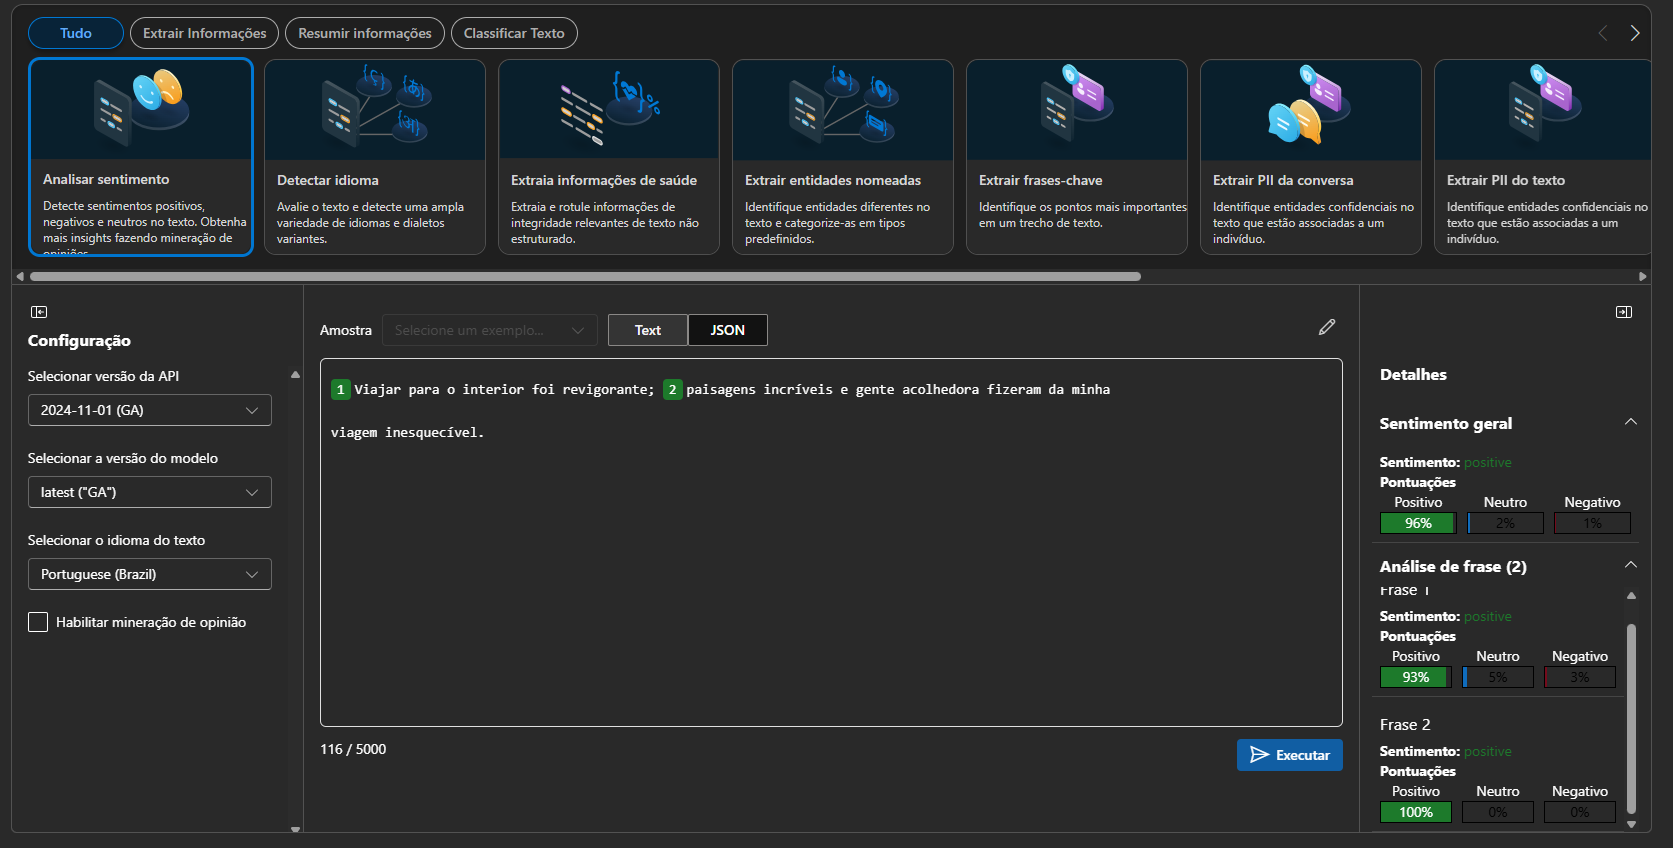 Tudo
Extrair Informações
Resumir informações
Classificar Texto
Analisar sentimento
Detecte sentimentos positivos,
negativos e neutros no texto. Obtenha
mais insights fazendo mineração de
opiniões.
Detectar idioma
Avalie o texto e detecte uma ampla
variedade de idiomas e dialetos
variantes.
Extraia informações de saúde
Extraia e rotule informações de
integridade relevantes de texto não
estruturado.
Extrair entidades nomeadas
Identifique entidades diferentes no
texto e categorize-as em tipos
predefinidos.
Extrair frases-chave
Identifique os pontos mais importantes
em um trecho de texto.
Extrair PII da conversa
Identifique entidades confidenciais no
texto que estão associadas a um
indivíduo.
Extrair PII do texto
Identifique entidades confidenciais no
texto que estão associadas a um
indivíduo.
Configuração
Selecionar versão da API
2024-11-01 (GA)
Selecionar a versão do modelo
latest ("GA")
Selecionar o idioma do texto
Portuguese (Brazil)
Habilitar mineração de opinião
Amostra
Selecione um exemplo...
Text
JSON
1 Viajar para o interior foi revigorante; 2 paisagens incríveis e gente acolhedora fizeram da minha
viagem inesquecível.
116 / 5000
Executar
Detalhes
Sentimento geral
Sentimento: positive
Pontuações
Positivo Neutro Negativo
96% 2% 1%
Análise de frase (2)
Frase 1
Sentimento: positive
Pontuações
Positivo Neutro Negativo
93% 5% 3%
Frase 2
Sentimento: positive
Pontuações
Positivo Neutro Negativo
100% 0% 0%